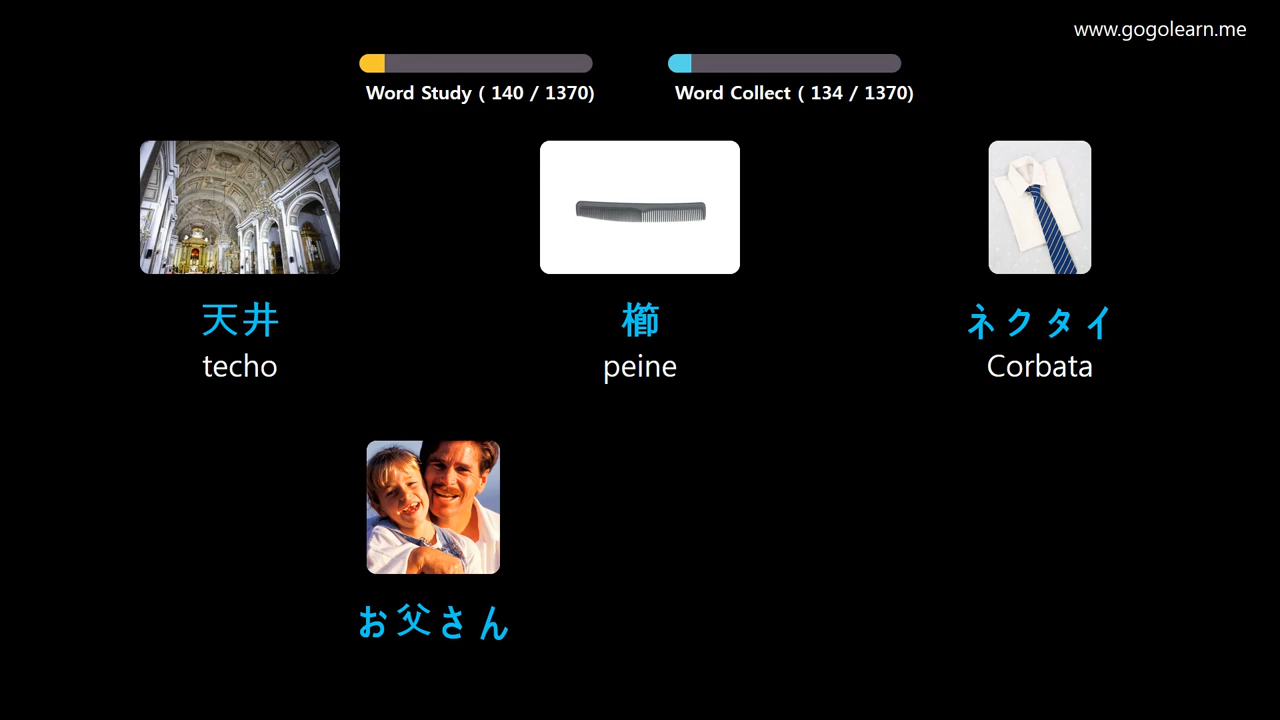 www.gogolearn.me
Word Study ( 140 / 1370)
Word Collect ( 134 / 1370)
天井
techo
櫛
peine
ネクタイ
Corbata
お父さん